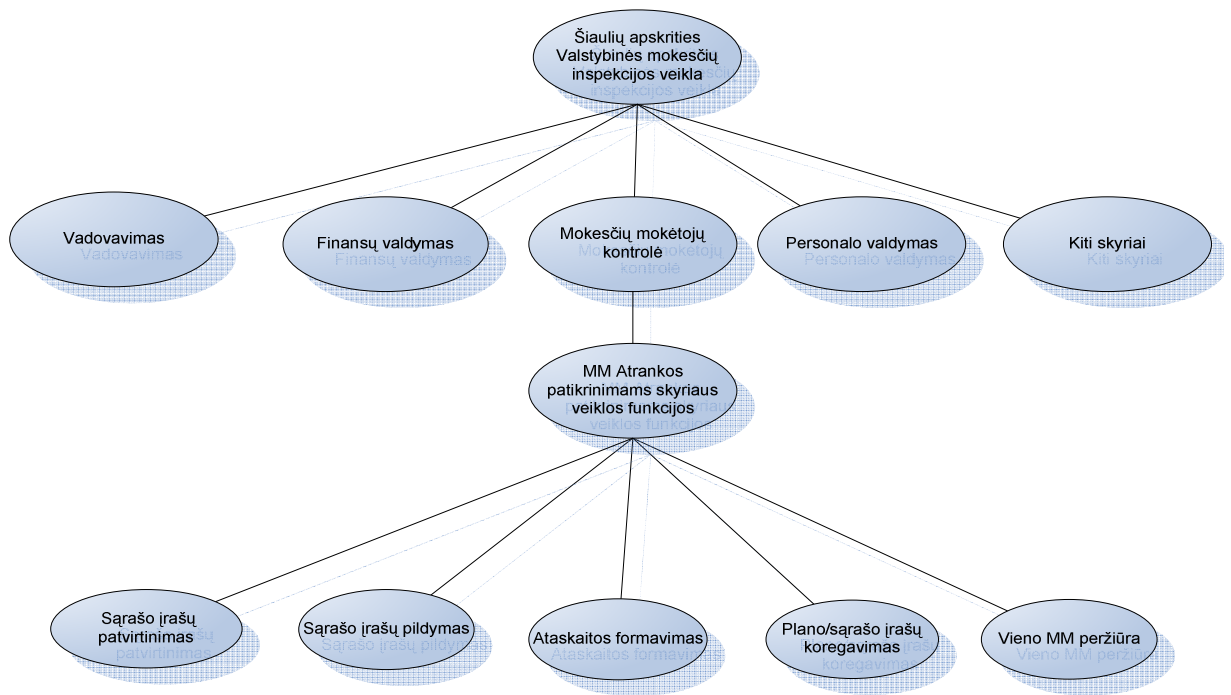 Šiaulių apskrities
Valstybinės mokesčių
inspekcijos veikla
Vadovavimas
Finansų valdymas
Mokesčių mokėtojų
kontrolė
Personalo valdymas
Kiti skyriai
MM Atrankos
patikrinimams skyriaus
veiklos funkcijos
Sąrašo įrašų
patvirtinimas
Sąrašo įrašų pildymas
Ataskaitos formavimas
Plano/sąrašo įrašų
koregavimas
Vieno MM peržiūra